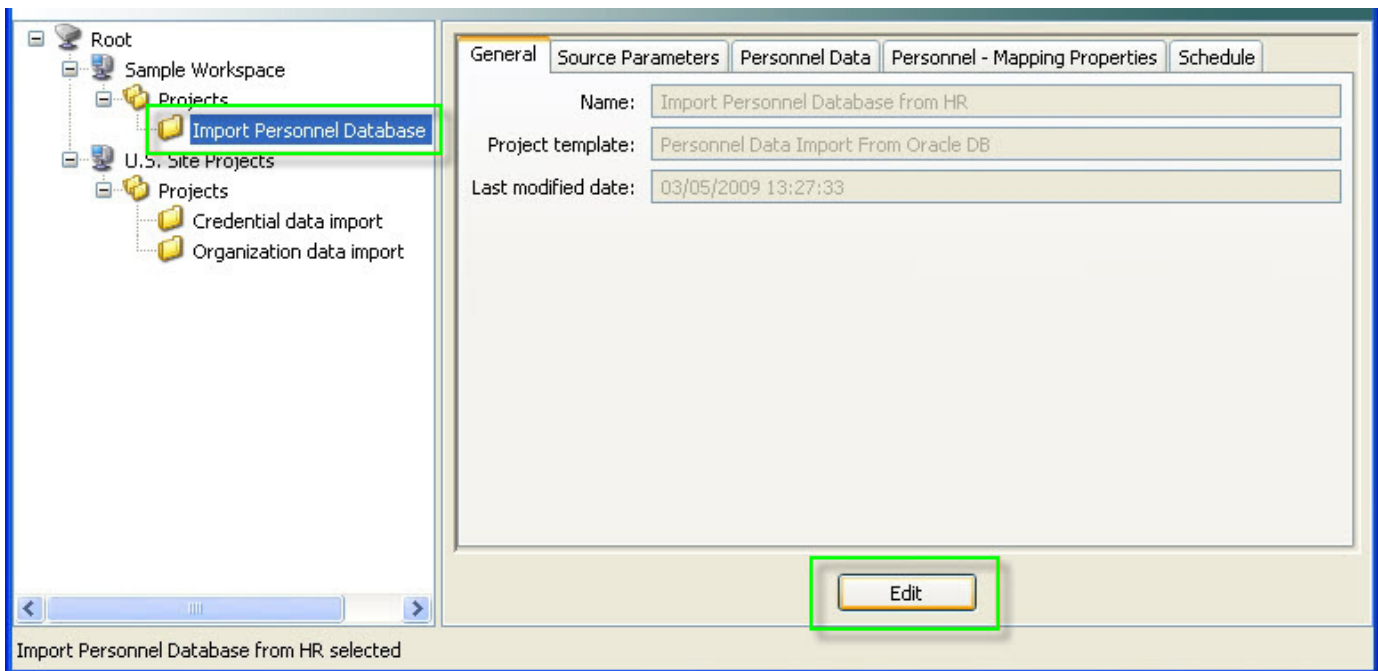 Root
Sample Workspace
Projects
Import Personnel Database
U.S. Site Projects
Projects
Credential data import
Organization data import
General Source Parameters Personnel Data Personnel - Mapping Properties Schedule
Name: Import Personnel Database from HR
Project template: Personnel Data Import From Oracle DB
Last modified date: 03/05/2009 13:27:33
Edit
Import Personnel Database from HR selected